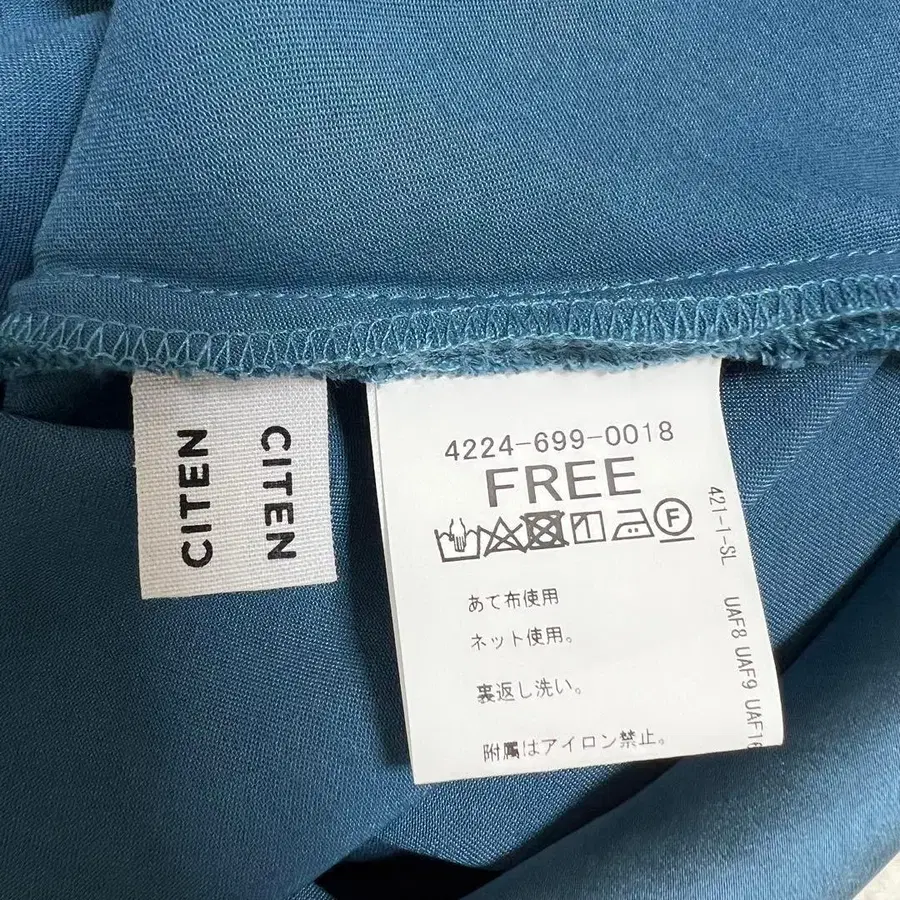 CITEN
CITEN
4224-699-0018
FREE
F
あて布使用
ネット使用。
裏返し洗い。
附属はアイロン禁止。
421-1-SL UAF8 UAF9